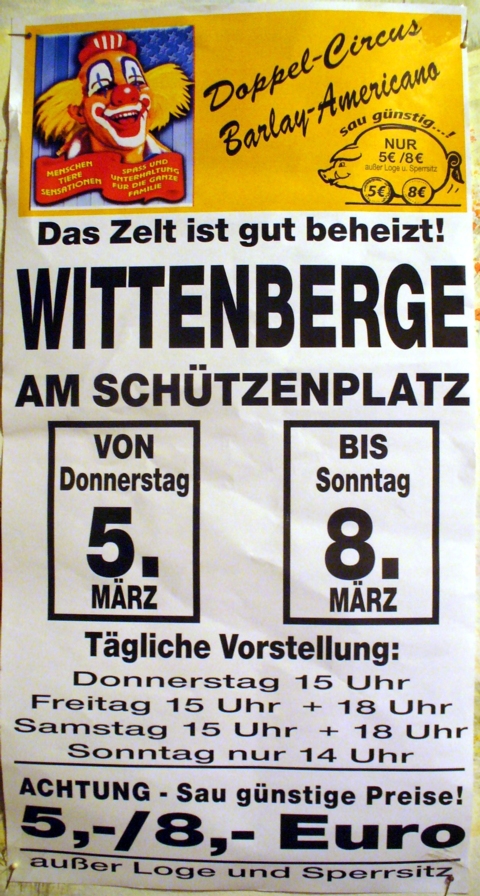 Doppel-Circus
Barlay-Americano
sau günstig...!
NUR
5€/8€
außer Loge u. Sperrsitz
5€ 8€
MENSCHEN
TIERE
SENSATIONEN
SPASS UND
UNTERHALTUNG
FÜR DIE GANZE
FAMILIE
Das Zelt ist gut beheizt!
WITTENBERGE
AM SCHÜTZENPLATZ
VON
Donnerstag
5.
MÄRZ
BIS
Sonntag
8.
MÄRZ
Tägliche Vorstellung:
Donnerstag 15 Uhr
Freitag 15 Uhr + 18 Uhr
Samstag 15 Uhr + 18 Uhr
Sonntag nur 14 Uhr
ACHTUNG - Sau günstige Preise!
5,-/8,- Euro
außer Loge und Sperrsitz